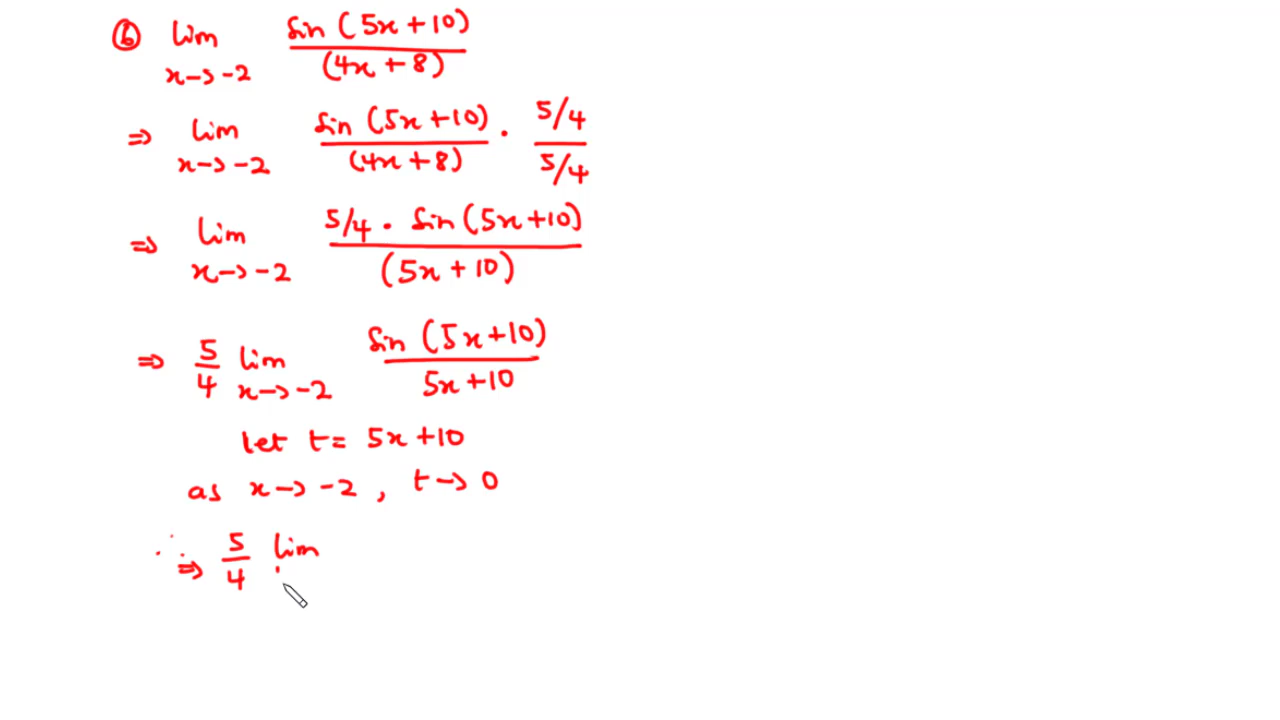 ⑥ lim x→-2 sin (5x+10) / (4x+8)
⇒ lim x→-2 sin (5x+10) / (4x+8) · 5/4 / 5/4
⇒ lim x→-2 5/4 · sin (5x+10) / (5x+10)
⇒ 5/4 lim x→-2 sin (5x+10) / 5x+10
let t= 5x+10
as x→-2, t→0
∴ ⇒ 5/4 lim